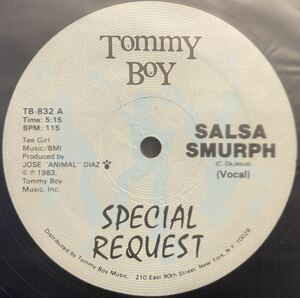 TOMMY
BOY
TB-832 A
Time: 5:15
BPM: 115
Tee Girl
Music/BMI
Produced by
JOSE "ANIMAL" DIAZ
© ℗ 1983,
Tommy Boy
Music, Inc.
SALSA
SMURPH
(C. DeJesus)
(Vocal)
SPECIAL
REQUEST
Distributed by Tommy Boy Music, 210 East 90th Street, New York, N.Y. 10028